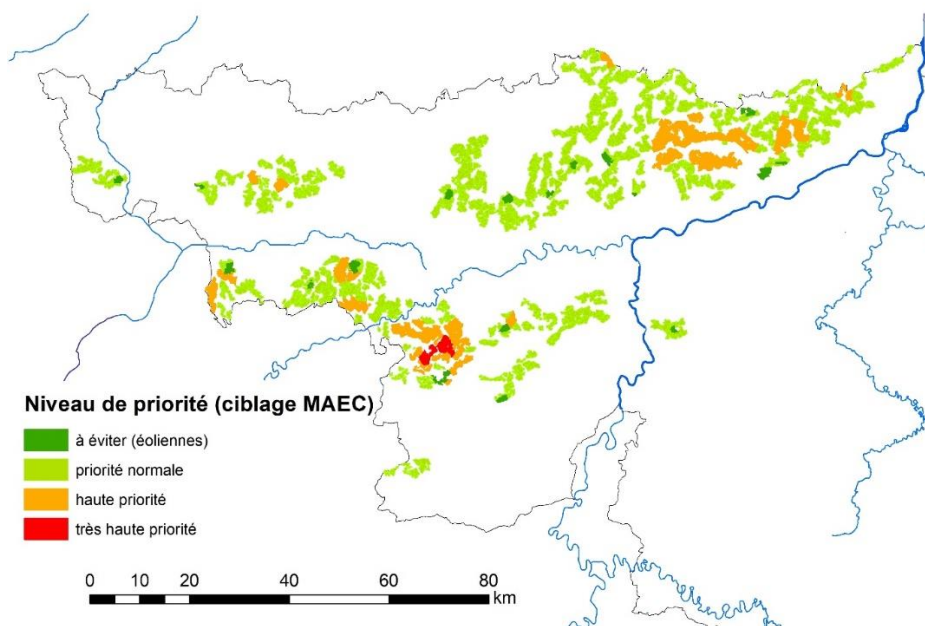 Niveau de priorité (ciblage MAEC)
à éviter (éoliennes)
priorité normale
haute priorité
très haute priorité
0 10 20 40 60 80
km